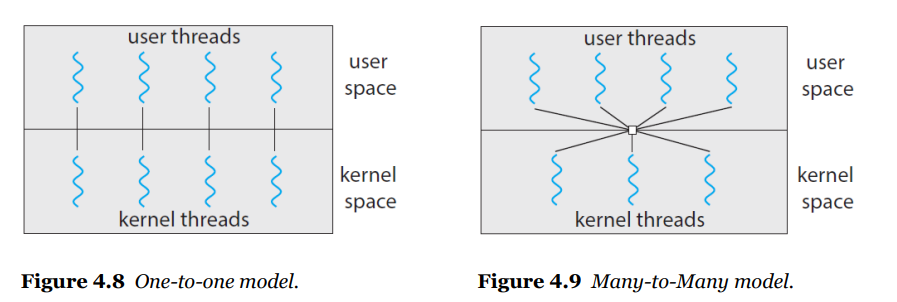 user threads
user
space
kernel
space
kernel threads
Figure 4.8 One-to-one model.
user threads
user
space
kernel
space
kernel threads
Figure 4.9 Many-to-Many model.